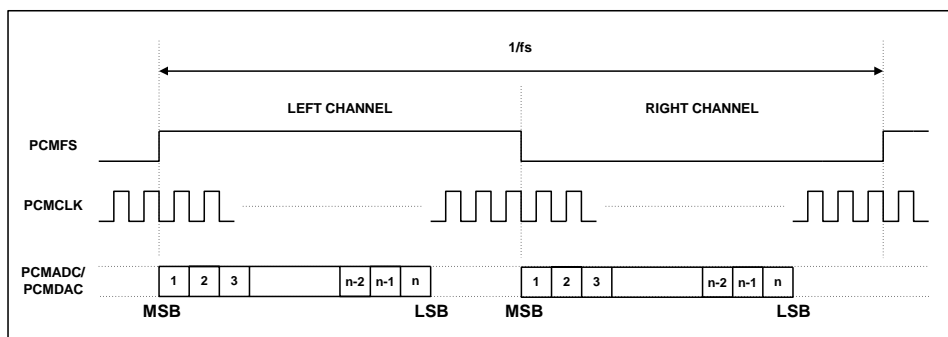 1/fs
LEFT CHANNEL RIGHT CHANNEL
PCMFS
PCMCLK
PCMADC/
PCMDAC
1 2 3 n-2 n-1 n 1 2 3 n-2 n-1 n
MSB LSB MSB LSB